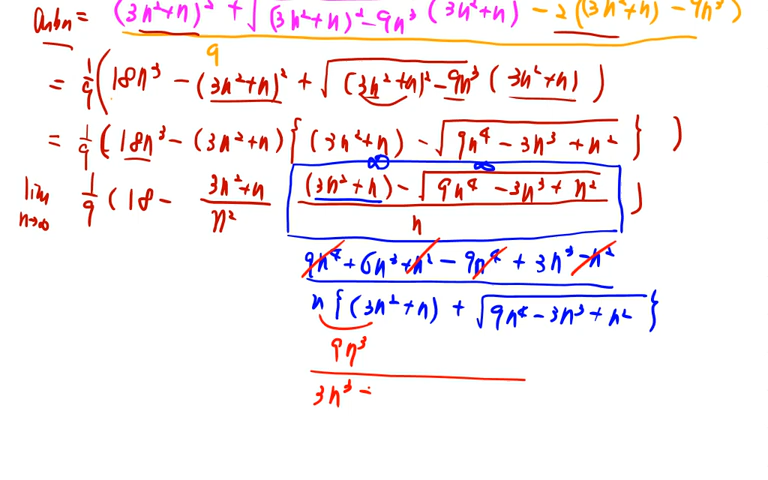 aₙbₙ = (3n²+n)² + √((3n²+n)² - 9n³) (3n²+n) - 2((3n²+n) - 9n³)
9
= 1/9 (18n³ - (3n²+n)² + √((3n²+n)² - 9n³) (3n²+n))
= 1/9 (18n³ - (3n²+n) { (3n²+n) - √(9n⁴ - 3n³ + n²) } )
∞ ∞
lim n→∞ 1/9 (18 - (3n²+n)/n² ((3n²+n) - √(9n⁴ - 3n³ + n²))/n )
9n⁴ + 6n³ + n² - 9n⁴ + 3n³ - n²
n { (3n²+n) + √(9n⁴ - 3n³ + n²) }
9n³
3n³ -